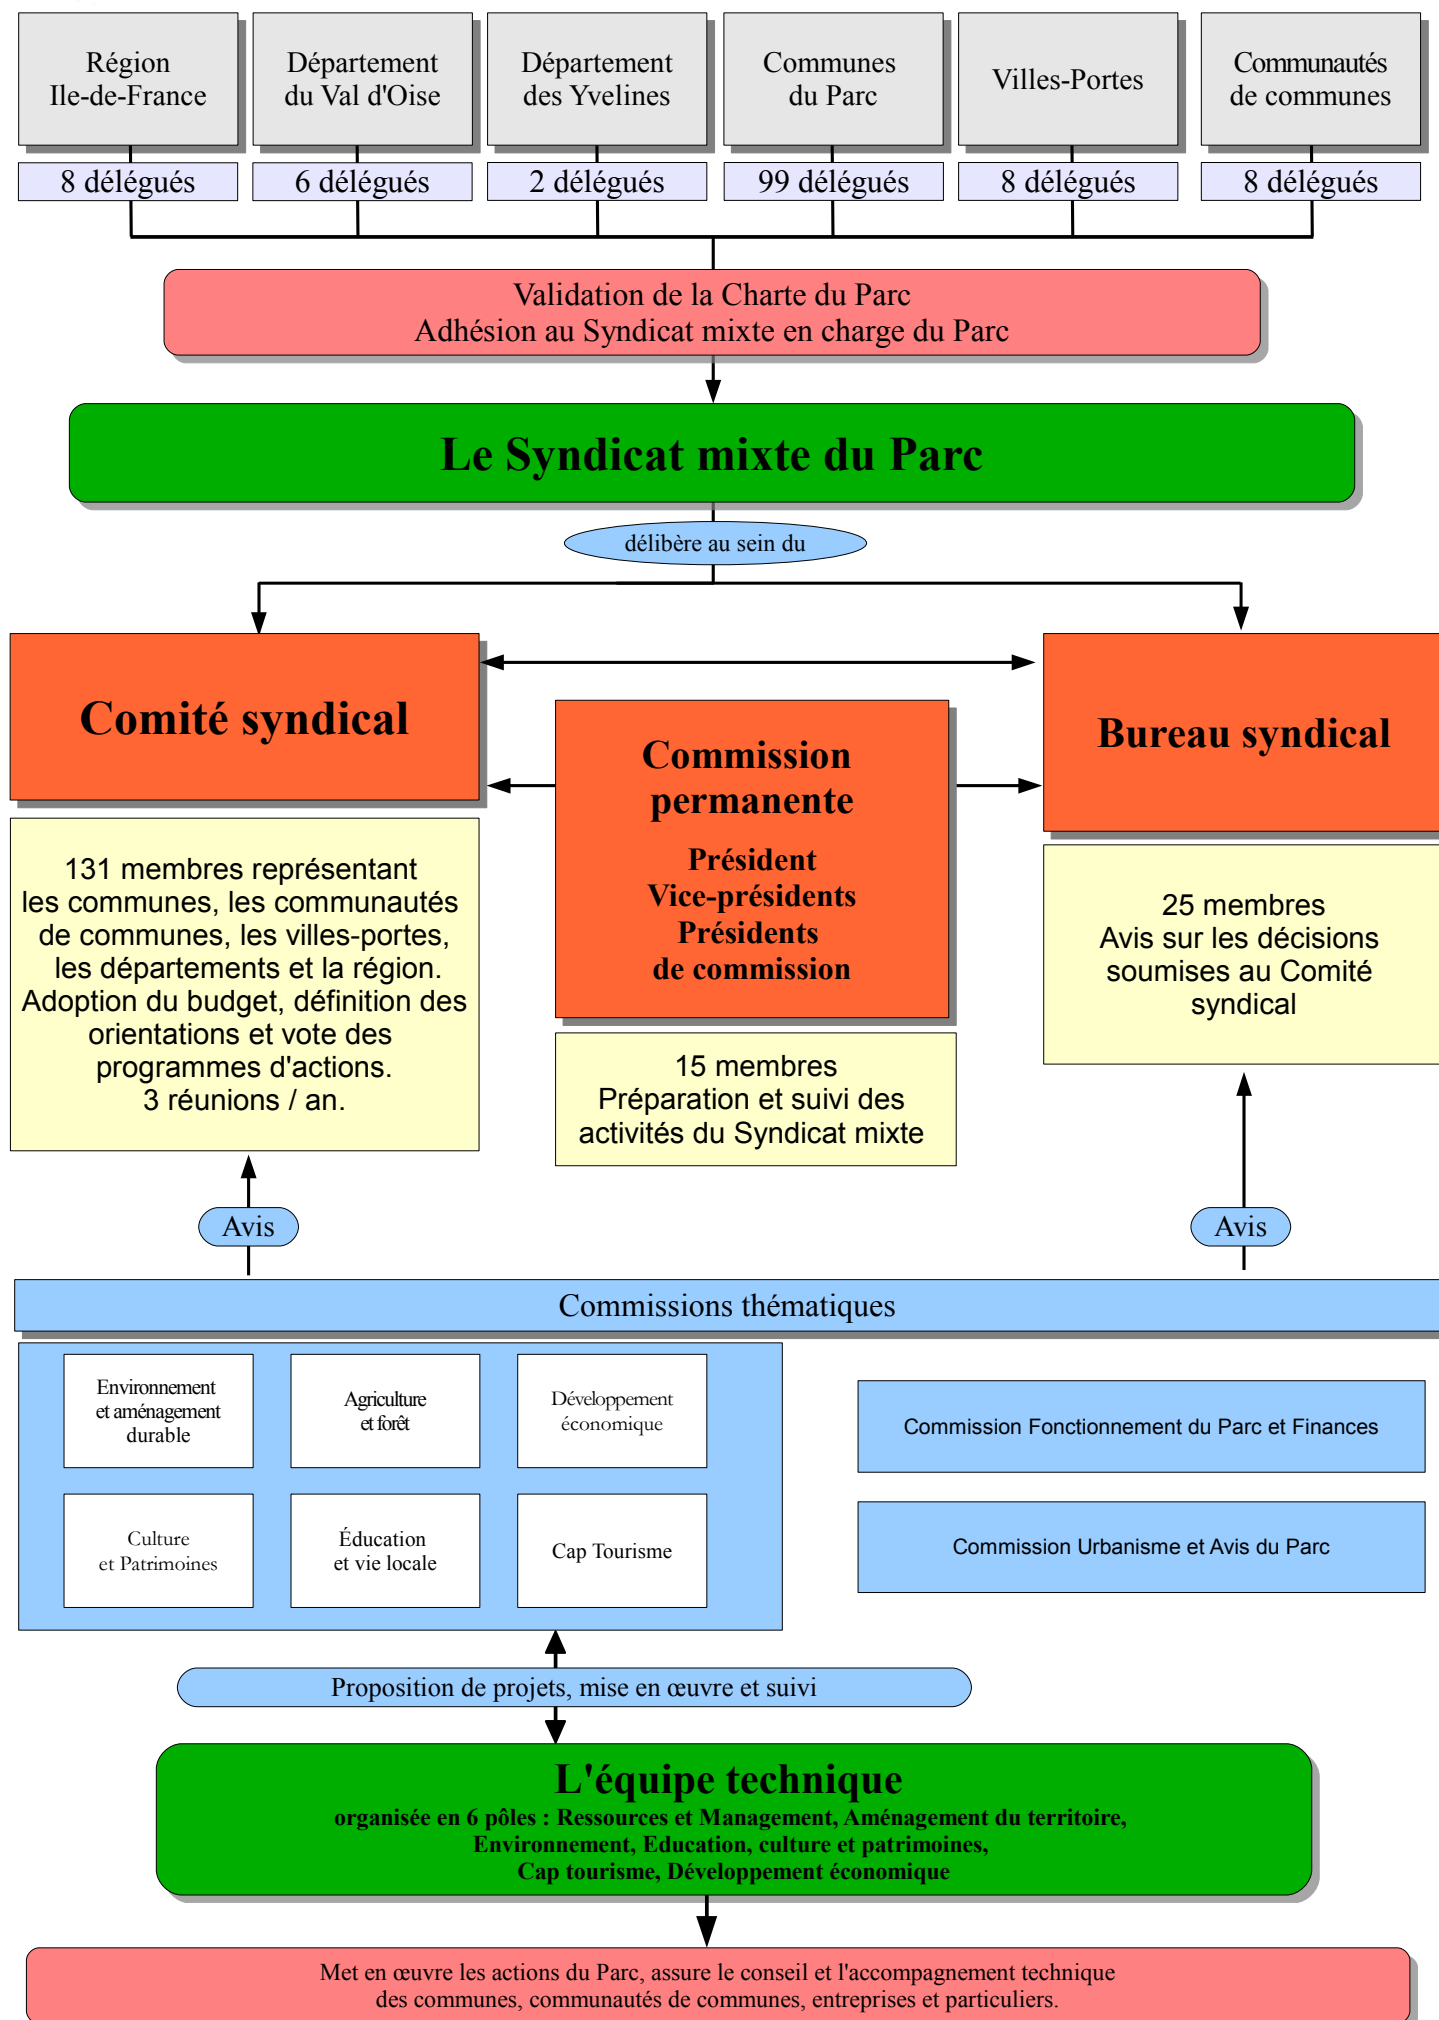 Région
Ile-de-France
Département
du Val d'Oise
Département
des Yvelines
Communes
du Parc
Villes-Portes
Communautés
de communes
8 délégués
6 délégués
2 délégués
99 délégués
8 délégués
8 délégués
Validation de la Charte du Parc
Adhésion au Syndicat mixte en charge du Parc
Le Syndicat mixte du Parc
délibère au sein du
Comité syndical
131 membres représentant
les communes, les communautés
de communes, les villes-portes,
les départements et la région.
Adoption du budget, définition des
orientations et vote des
programmes d'actions.
3 réunions / an.
Commission
permanente
Président
Vice-présidents
Présidents
de commission
15 membres
Préparation et suivi des
activités du Syndicat mixte
Bureau syndical
25 membres
Avis sur les décisions
soumises au Comité
syndical
Avis
Avis
Commissions thématiques
Environnement
et aménagement
durable
Agriculture
et forêt
Développement
économique
Culture
et Patrimoines
Éducation
et vie locale
Cap Tourisme
Commission Fonctionnement du Parc et Finances
Commission Urbanisme et Avis du Parc
Proposition de projets, mise en œuvre et suivi
L'équipe technique
organisée en 6 pôles : Ressources et Management, Aménagement du territoire,
Environnement, Education, culture et patrimoines,
Cap tourisme, Développement économique
Met en œuvre les actions du Parc, assure le conseil et l'accompagnement technique
des communes, communautés de communes, entreprises et particuliers.